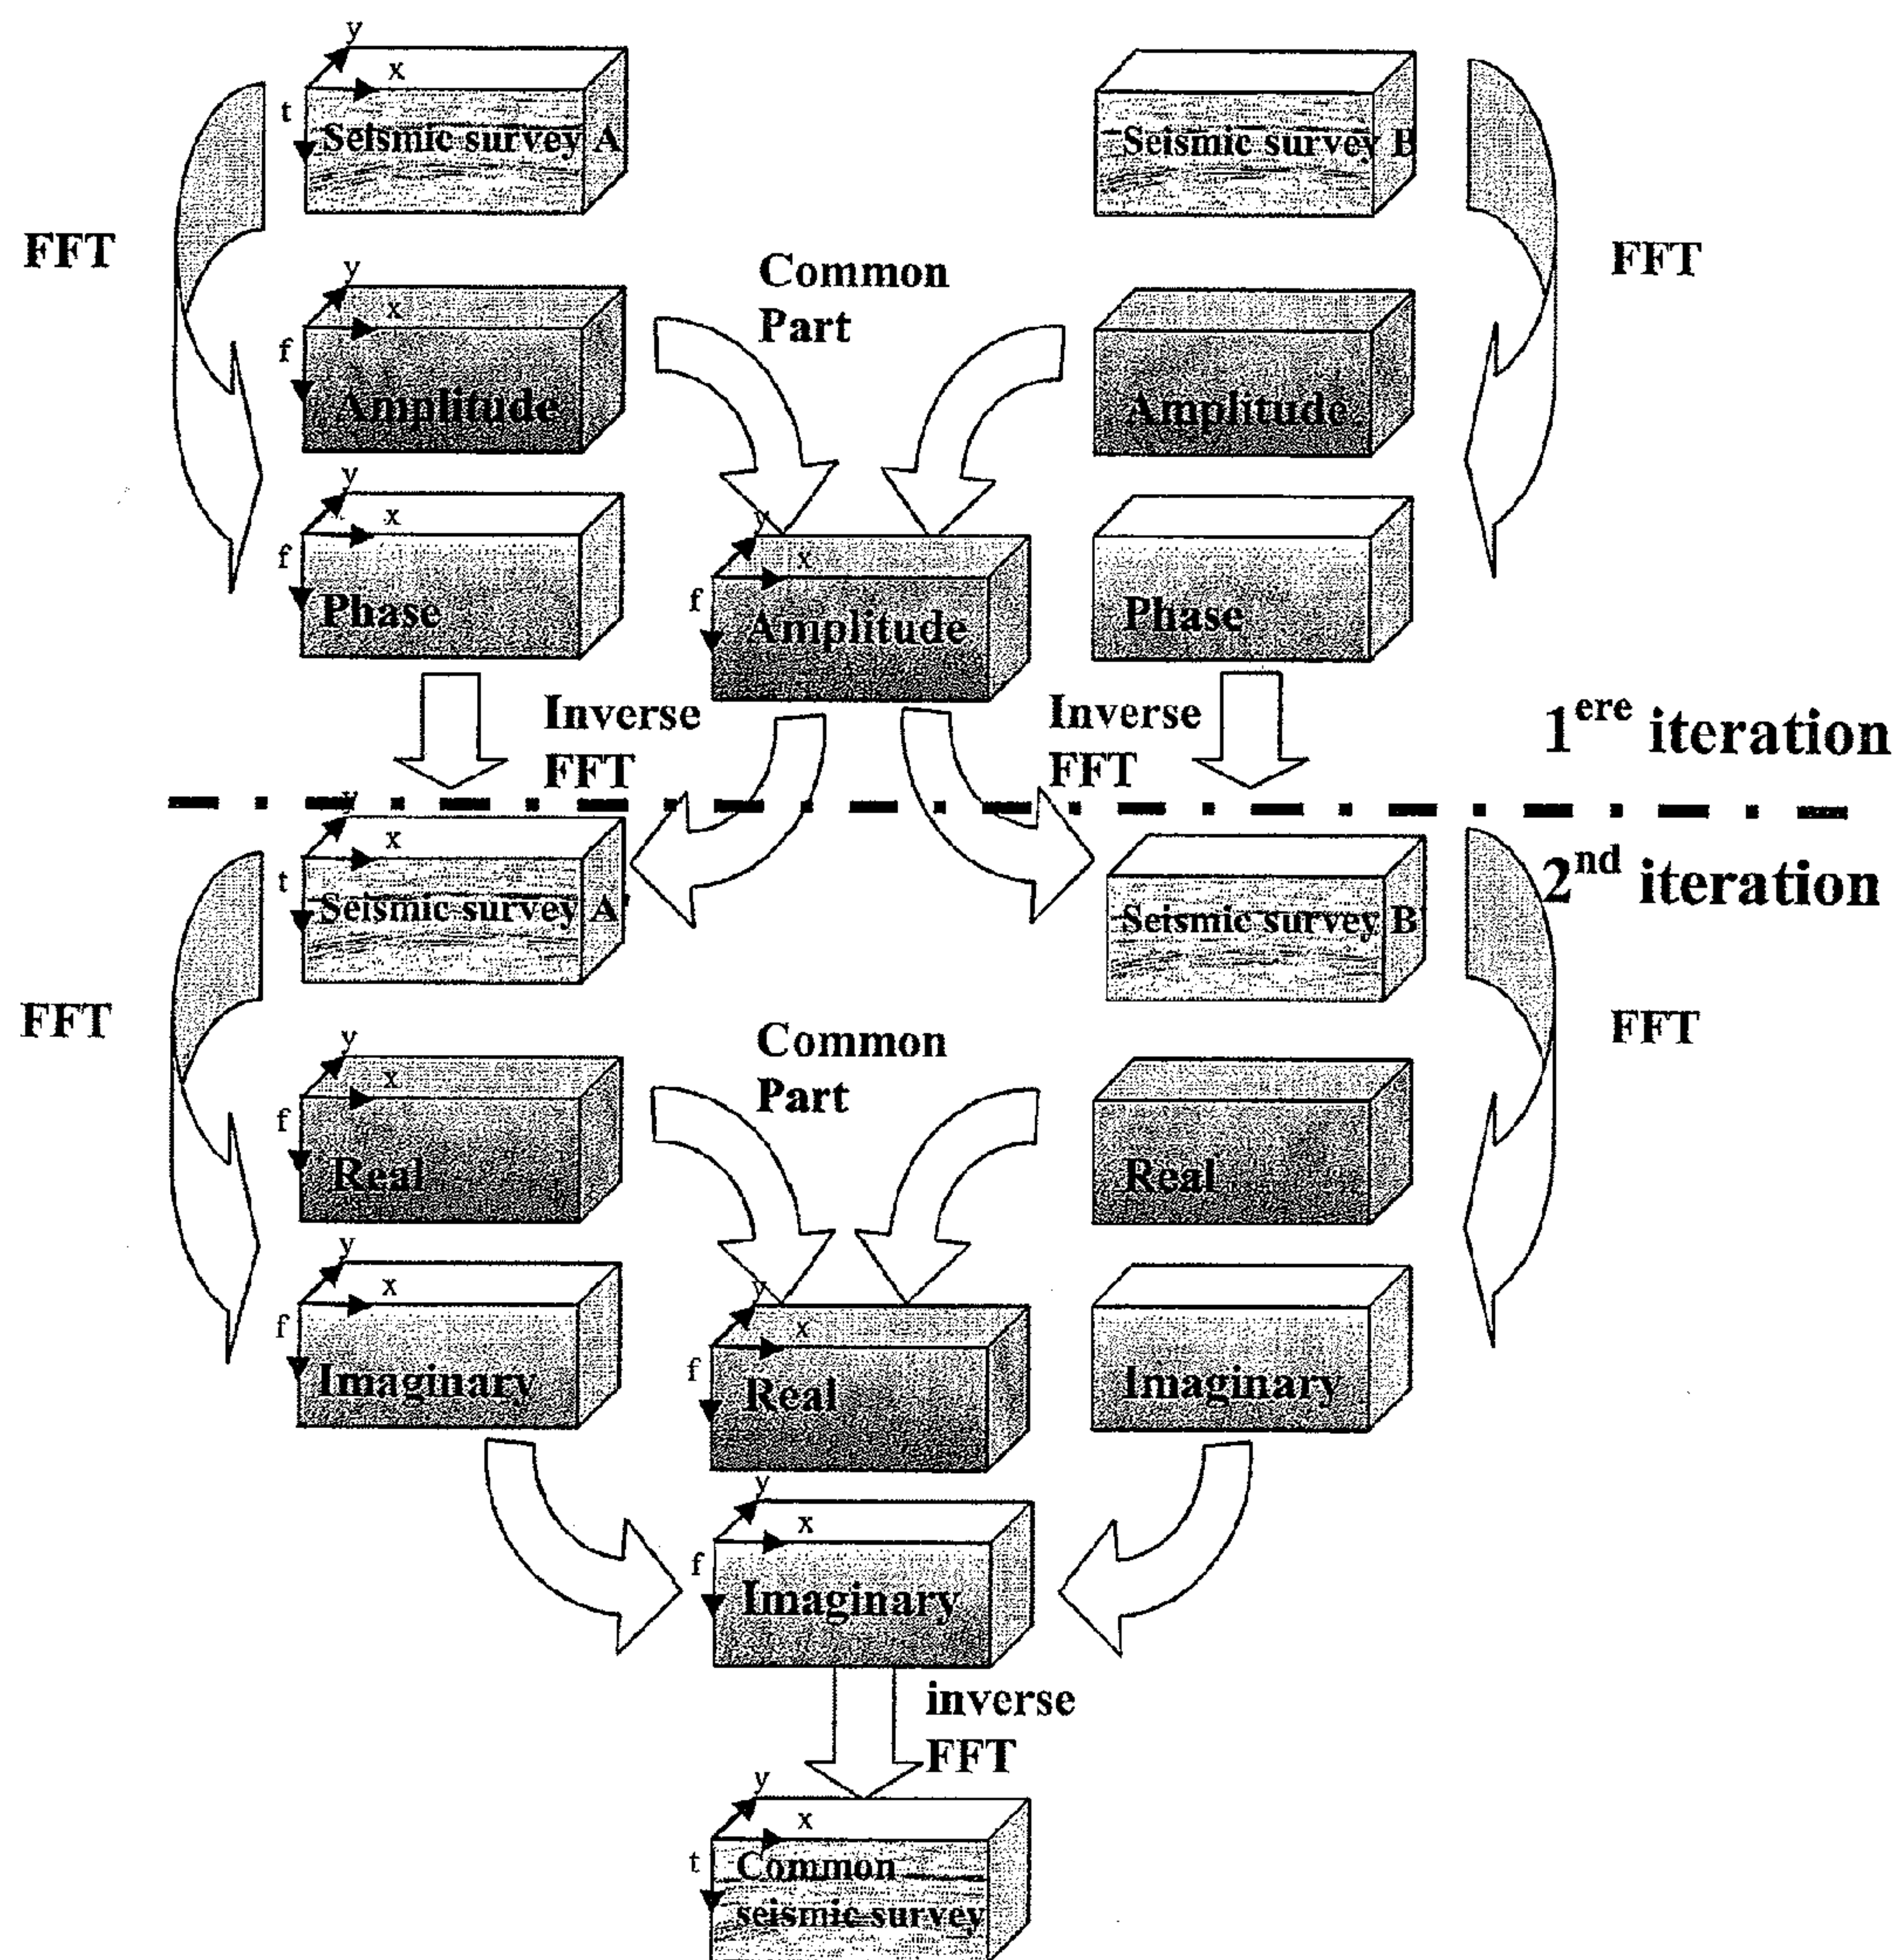 y
x
t
Seismic survey A
Seismic survey B
FFT
FFT
y
x
f
Amplitude
Common
Part
Amplitude
y
x
f
Phase
y
x
f
Amplitude
Phase
Inverse
FFT
Inverse
FFT
1ere iteration
y
x
t
Seismic survey A'
Seismic survey B'
2nd iteration
FFT
FFT
y
x
f
Real
Common
Part
Real
y
x
f
Imaginary
y
x
f
Real
Imaginary
y
x
f
Imaginary
inverse
FFT
y
x
t
Common
seismic survey